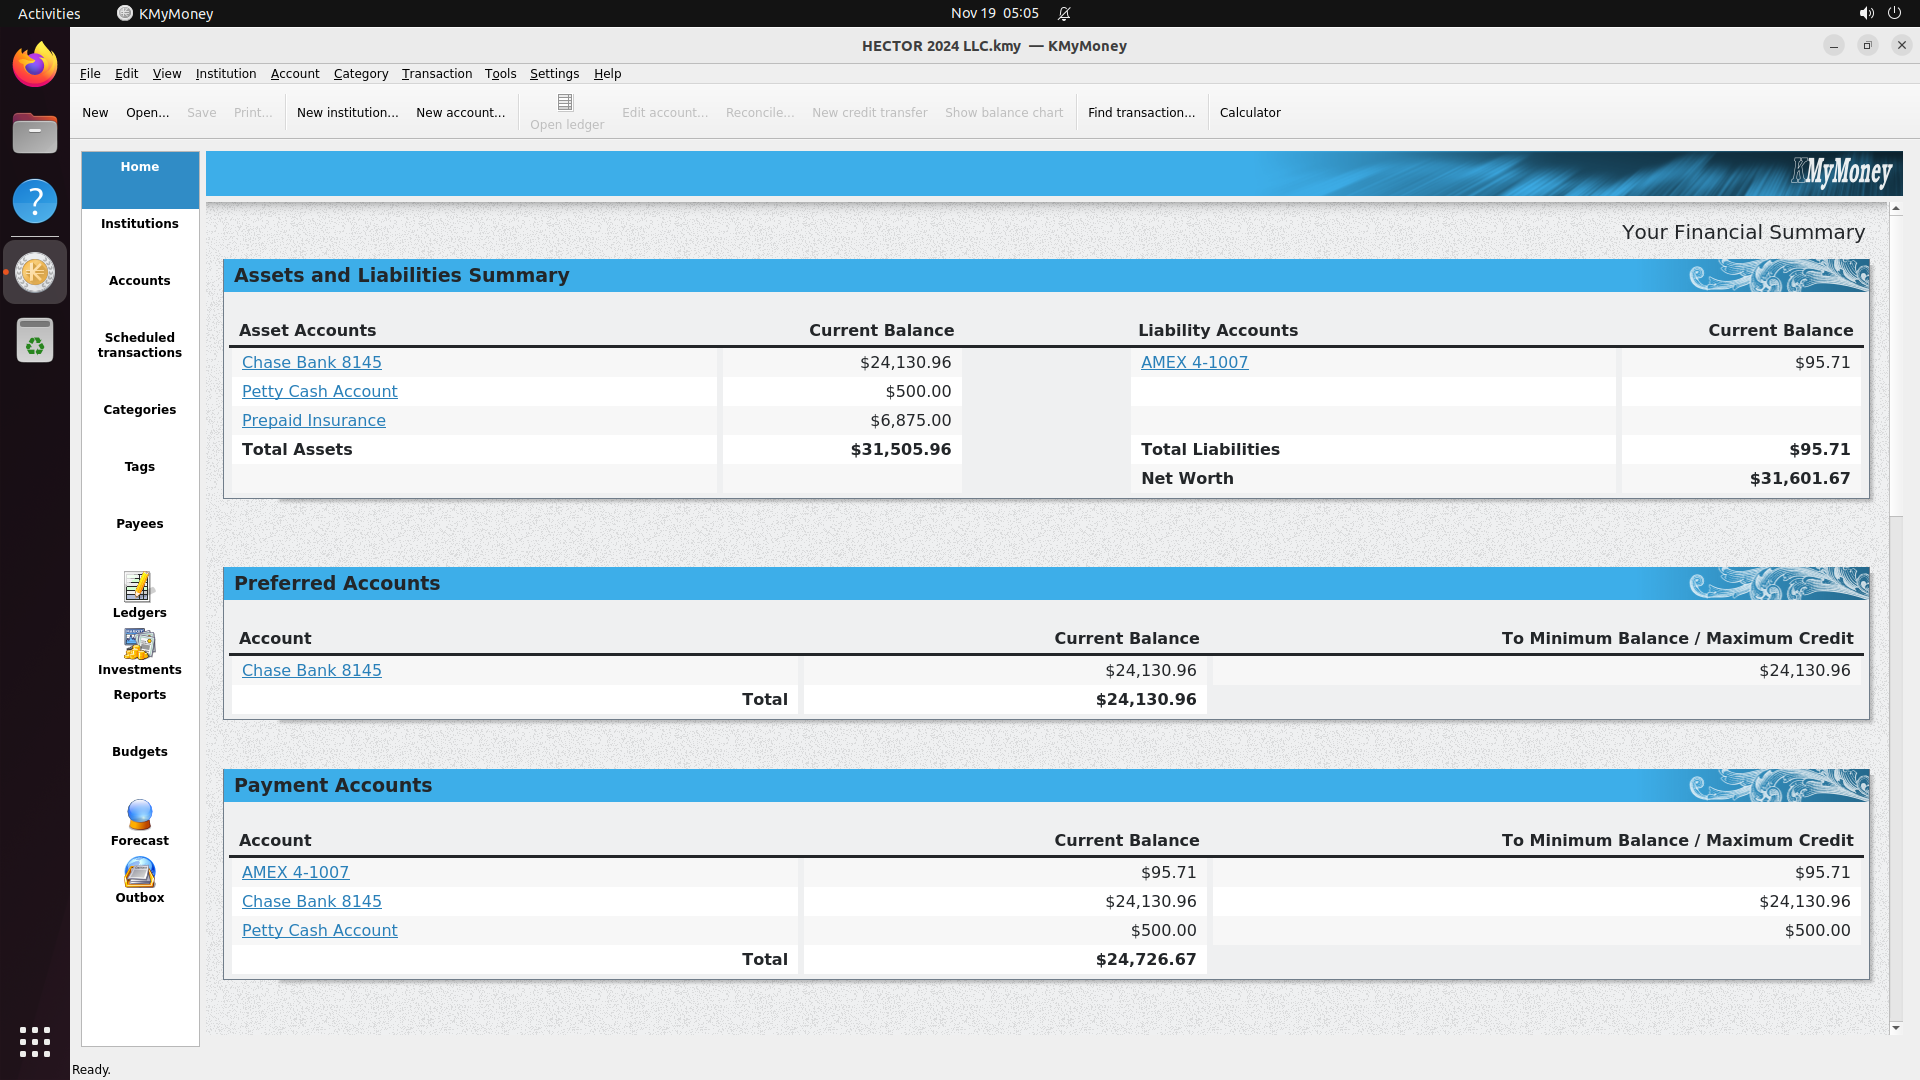 Activities KMyMoney Nov 19 05:05
HECTOR 2024 LLC.kmy — KMyMoney
File Edit View Institution Account Category Transaction Tools Settings Help
New Open... Save Print... New institution... New account... Open ledger Edit account... Reconcile... New credit transfer Show balance chart Find transaction... Calculator
Home
Institutions
Accounts
Scheduled
transactions
Categories
Tags
Payees
Ledgers
Investments
Reports
Budgets
Forecast
Outbox
KMyMoney
Your Financial Summary
Assets and Liabilities Summary
Asset Accounts Current Balance Liability Accounts Current Balance
Chase Bank 8145 $24,130.96 AMEX 4-1007 $95.71
Petty Cash Account $500.00
Prepaid Insurance $6,875.00
Total Assets $31,505.96 Total Liabilities $95.71
Net Worth $31,601.67
Preferred Accounts
Account Current Balance To Minimum Balance / Maximum Credit
Chase Bank 8145 $24,130.96 $24,130.96
Total $24,130.96
Payment Accounts
Account Current Balance To Minimum Balance / Maximum Credit
AMEX 4-1007 $95.71 $95.71
Chase Bank 8145 $24,130.96 $24,130.96
Petty Cash Account $500.00 $500.00
Total $24,726.67
Ready.